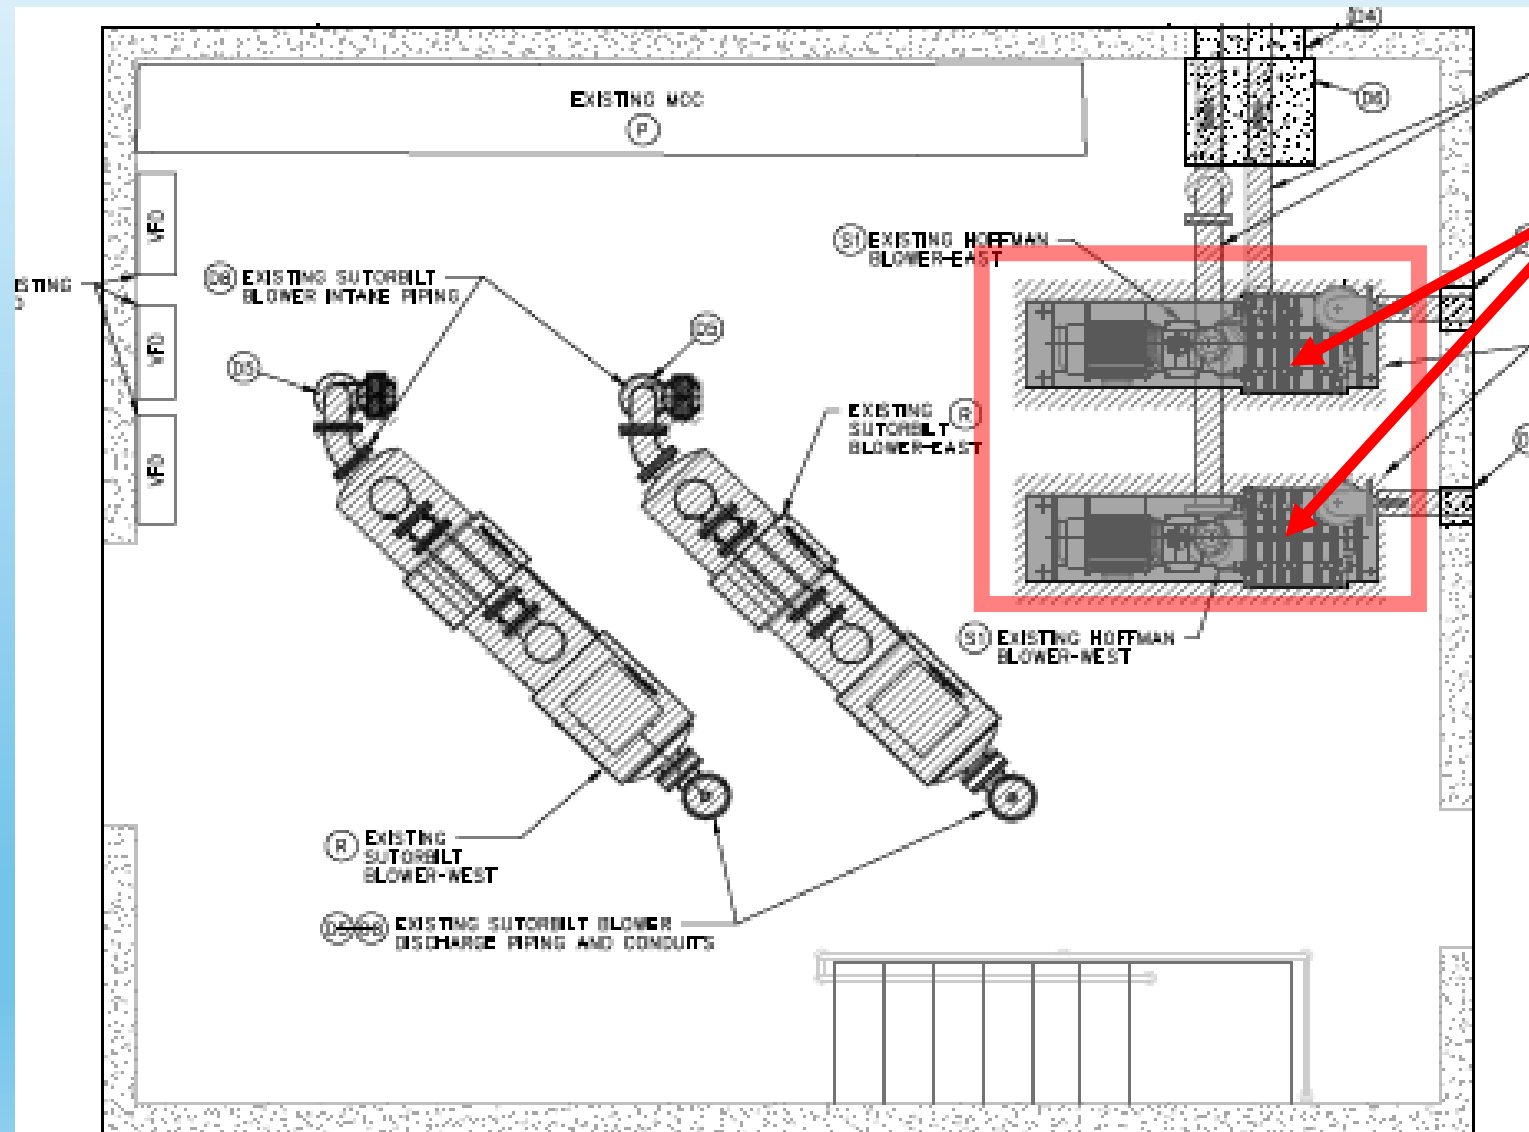 D4
EXISTING MCC
P
D6
VFD
S1 EXISTING HOFFMAN
BLOWER-EAST
D8 EXISTING SUTORBILT
BLOWER INTAKE PIPING
VFD
D5
D5
EXISTING R
SUTORBILT
BLOWER-EAST
VFD
S1 EXISTING HOFFMAN
BLOWER-WEST
R EXISTING
SUTORBILT
BLOWER-WEST
EXISTING SUTORBILT BLOWER
DISCHARGE PIPING AND CONDUITS